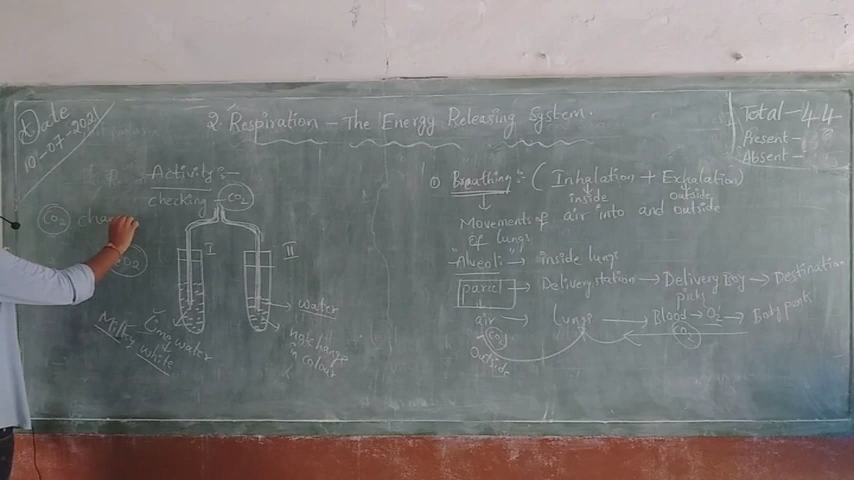 Date
10-07-2021
2. Respiration - The Energy Releasing System.
Total - 44
Present -
Absent -
Activity :-
checking - CO2
CO2
O2
I
II
water
no change
in colour
Lime water
Milky white
① Breathing :- ( Inhalation + Exhalation )
inside outside
Movements of air into and outside
of lungs
"Alveoli" → inside lungs
parcel → Delivery station → Delivery Boy → Destination
picks
air → Lungs → Blood → O2 → Body parts
CO2 CO2
Outside